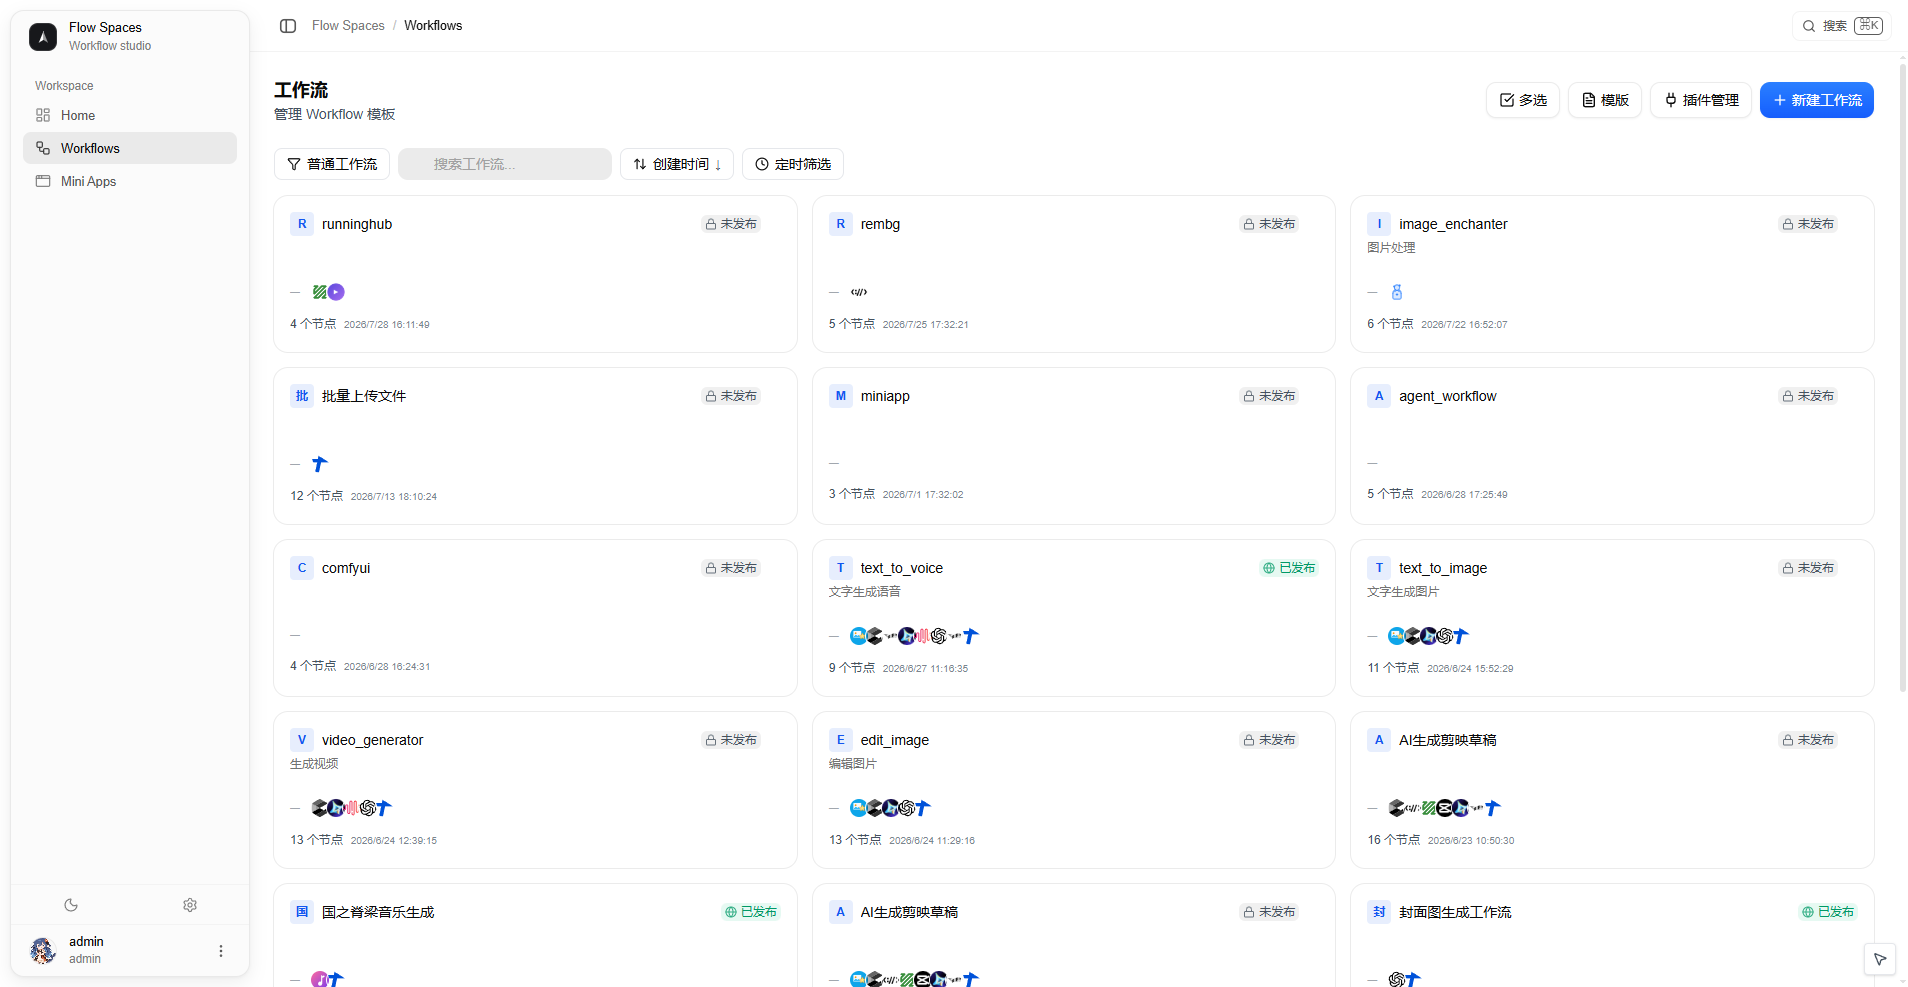 Flow Spaces
Workflow studio
Workspace
Home
Workflows
Mini Apps
admin
admin
Flow Spaces / Workflows
搜索 ⌘K
工作流
管理 Workflow 模板
多选
模版
插件管理
新建工作流
普通工作流
搜索工作流...
创建时间 ↓
定时筛选
R runninghub 未发布
—
4 个节点 2026/7/28 16:11:49
R rembg 未发布
—
5 个节点 2026/7/25 17:32:21
I image_enchanter 未发布
图片处理
—
6 个节点 2026/7/22 16:52:07
批 批量上传文件 未发布
—
12 个节点 2026/7/13 18:10:24
M miniapp 未发布
—
3 个节点 2026/7/1 17:32:02
A agent_workflow 未发布
—
5 个节点 2026/6/28 17:25:49
C comfyui 未发布
—
4 个节点 2026/6/28 16:24:31
T text_to_voice 已发布
文字生成语音
—
9 个节点 2026/6/27 11:16:35
T text_to_image 未发布
文字生成图片
—
11 个节点 2026/6/24 15:52:29
V video_generator 未发布
生成视频
—
13 个节点 2026/6/24 12:39:15
E edit_image 未发布
编辑图片
—
13 个节点 2026/6/24 11:29:16
A AI生成剪映草稿 未发布
—
16 个节点 2026/6/23 10:50:30
国 国之脊梁音乐生成 已发布
—
A AI生成剪映草稿 未发布
—
封 封面图生成工作流 已发布
—